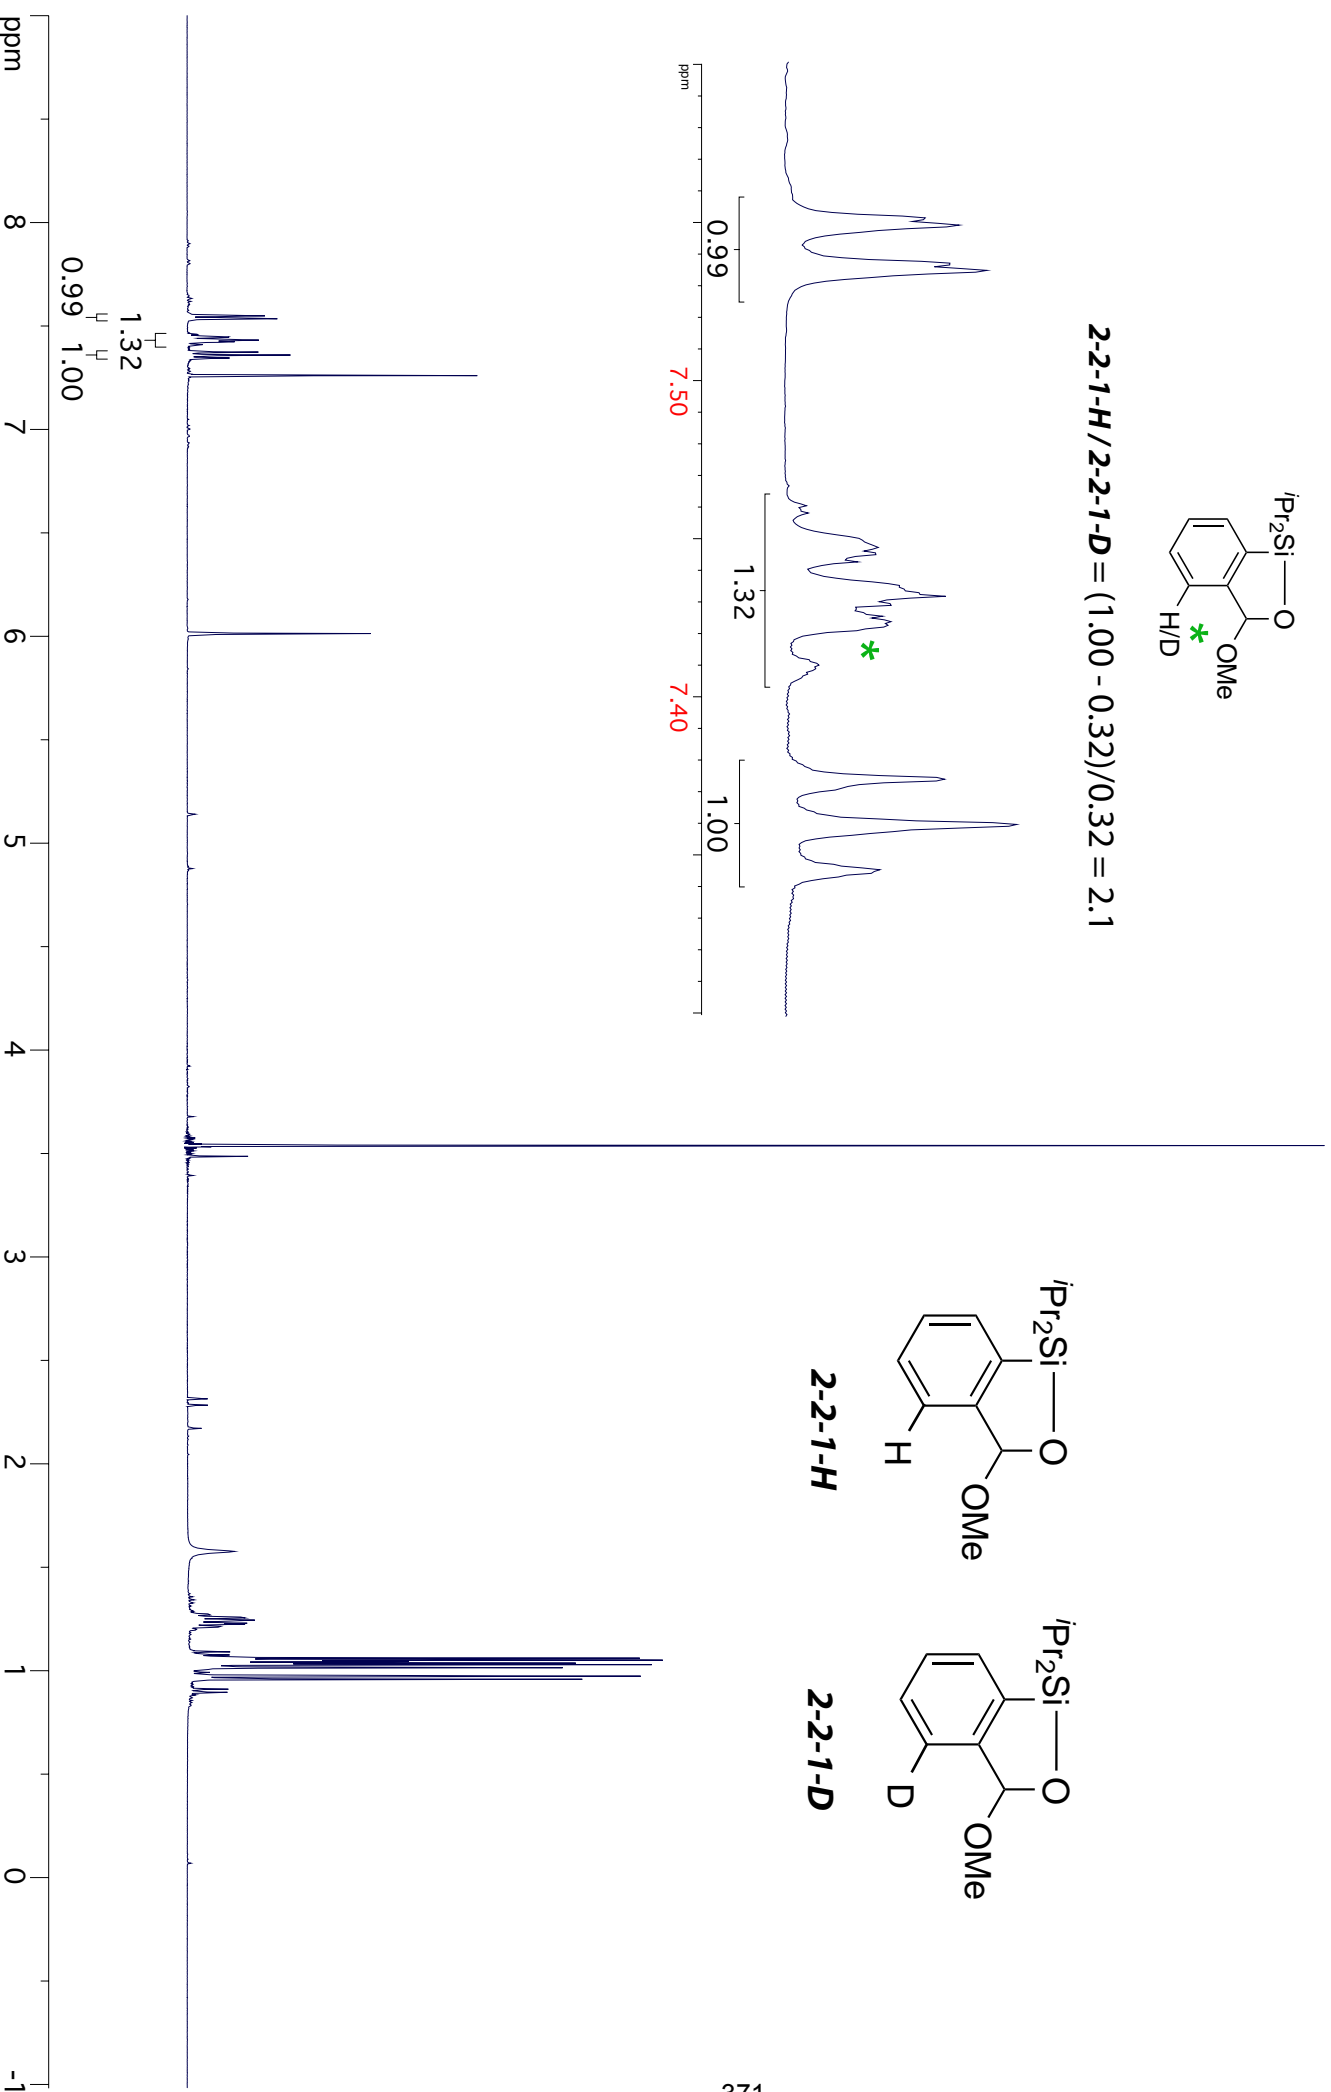 iPr2Si
O
OMe
H/D
*
2-2-1-H / 2-2-1-D = (1.00 - 0.32)/0.32 = 2.1
iPr2Si
O
OMe
H
2-2-1-H
iPr2Si
O
OMe
D
2-2-1-D
*
0.99
1.32
1.00
ppm
7.50
7.40
1.32
0.99
1.00
ppm
8
7
6
5
4
3
2
1
0
-1